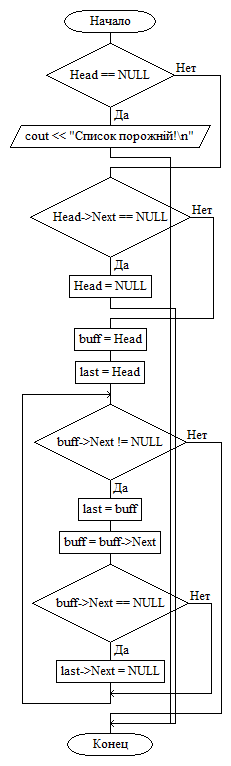 Начало
Head == NULL
Нет
Да
cout << "Список порожній!\n"
Head->Next == NULL
Нет
Да
Head = NULL
buff = Head
last = Head
buff->Next != NULL
Нет
Да
last = buff
buff = buff->Next
buff->Next == NULL
Нет
Да
last->Next = NULL
Конец